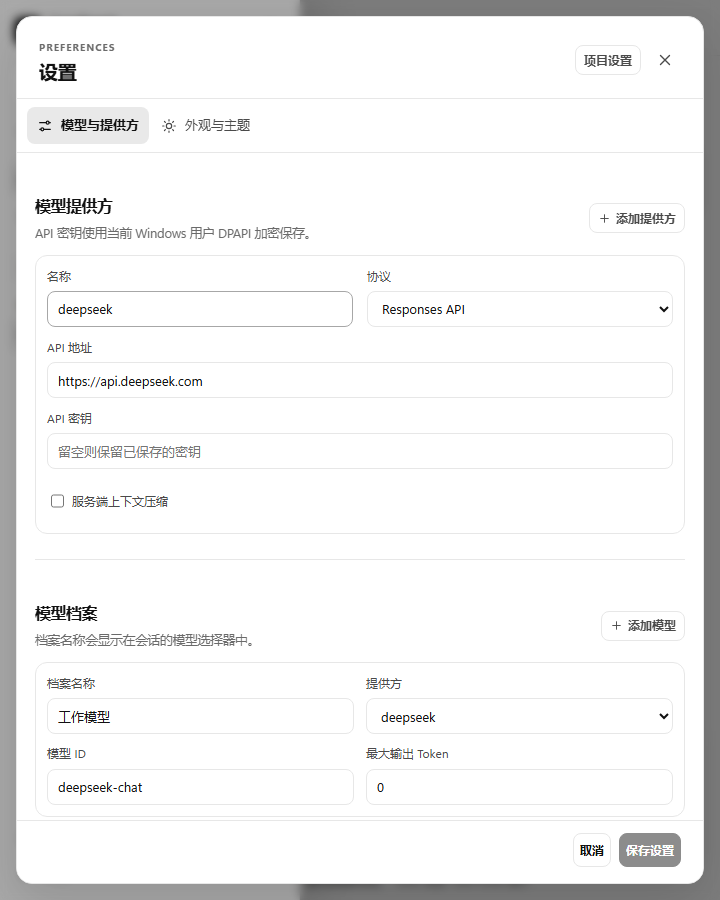 PREFERENCES
设置
项目设置
模型与提供方
外观与主题
模型提供方
API 密钥使用当前 Windows 用户 DPAPI 加密保存。
+ 添加提供方
名称
协议
deepseek
Responses API
API 地址
https://api.deepseek.com
API 密钥
留空则保留已保存的密钥
服务端上下文压缩
模型档案
档案名称会显示在会话的模型选择器中。
+ 添加模型
档案名称
提供方
工作模型
deepseek
模型 ID
最大输出 Token
deepseek-chat
0
取消
保存设置